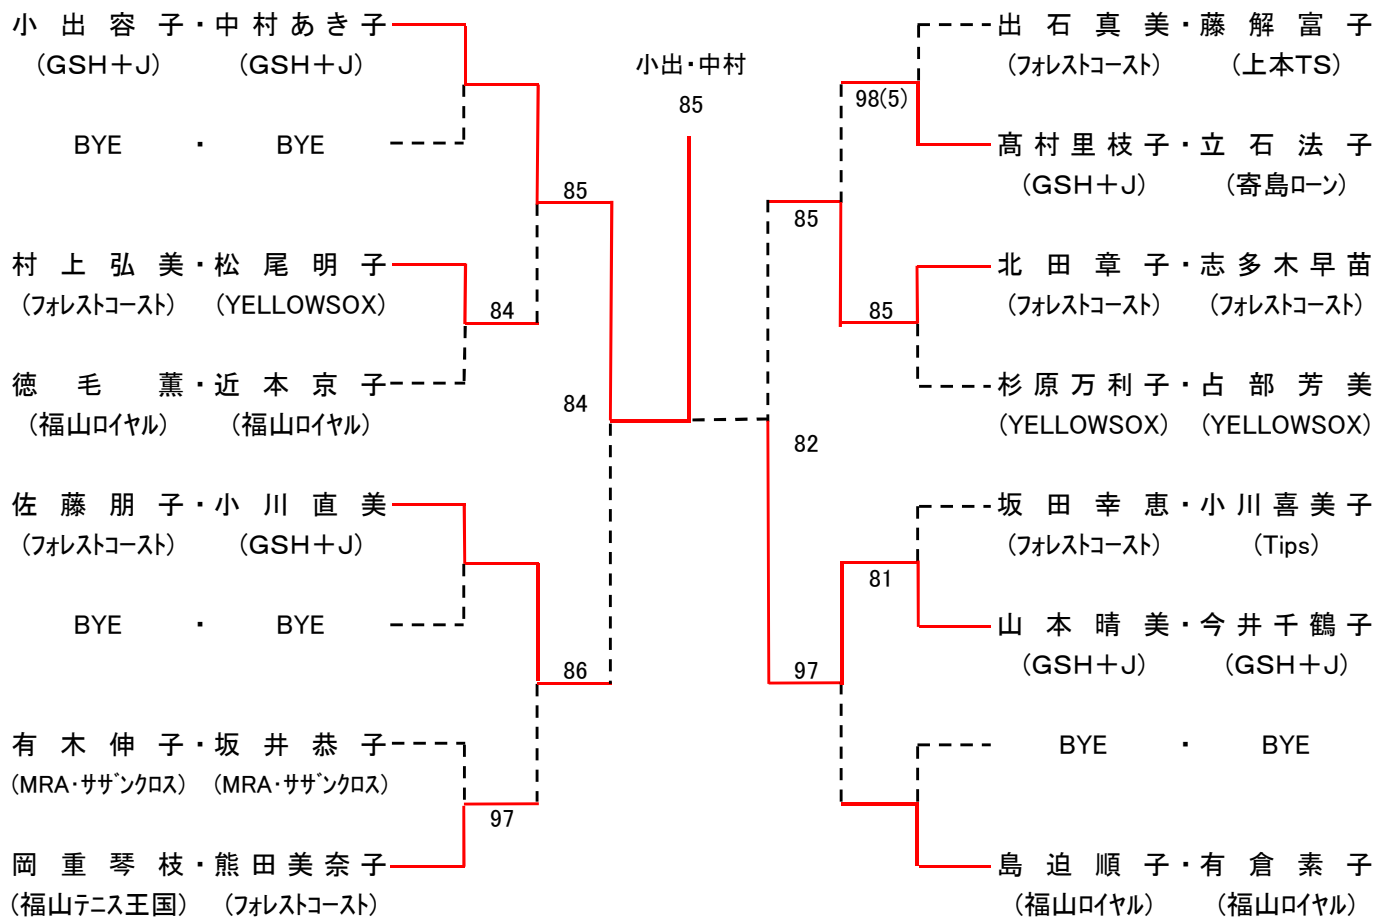 小出容子・中村あき子
(GSH+J) (GSH+J)
BYE ・ BYE
村上弘美・松尾明子
(フォレストコースト) (YELLOWSOX)
徳毛薫・近本京子
(福山ロイヤル) (福山ロイヤル)
佐藤朋子・小川直美
(フォレストコースト) (GSH+J)
BYE ・ BYE
有木伸子・坂井恭子
(MRA・サザンクロス) (MRA・サザンクロス)
岡重琴枝・熊田美奈子
(福山テニス王国) (フォレストコースト)
84
97
85
86
84
小出・中村
85
82
85
97
98(5)
85
81
出石真美・藤解富子
(フォレストコースト) (上本TS)
髙村里枝子・立石法子
(GSH+J) (寄島ローン)
北田章子・志多木早苗
(フォレストコースト) (フォレストコースト)
杉原万利子・占部芳美
(YELLOWSOX) (YELLOWSOX)
坂田幸恵・小川喜美子
(フォレストコースト) (Tips)
山本晴美・今井千鶴子
(GSH+J) (GSH+J)
BYE ・ BYE
島迫順子・有倉素子
(福山ロイヤル) (福山ロイヤル)